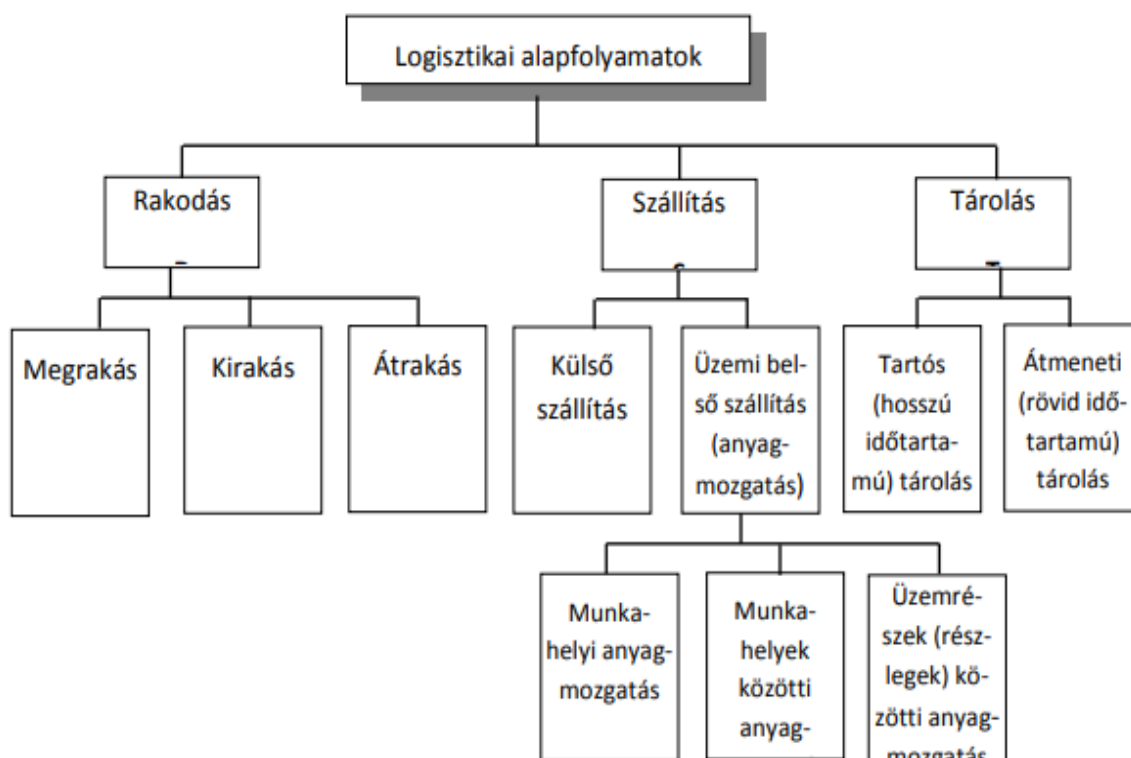 Logisztikai alapfolyamatok
Rakodás
Szállítás
Tárolás
Megrakás
Kirakás
Átrakás
Külső
szállítás
Üzemi bel-
ső szállítás
(anyag-
mozgatás)
Tartós
(hosszú
időtarta-
mú) tárolás
Átmeneti
(rövid idő-
tartamú)
tárolás
Munka-
helyi anyag-
mozgatás
Munka-
helyek
közötti
anyag-
Üzemré-
szek (rész-
legek) kö-
zötti anyag-
mozgatás